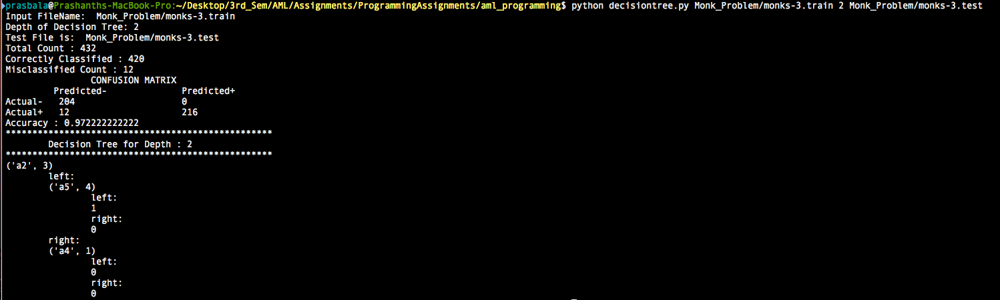 prasbala@Prashanths-MacBook-Pro:~/Desktop/3rd_Sem/AML/Assignments/ProgrammingAssignments/aml_programming$ python decisiontree.py Monk_Problem/monks-3.train 2 Monk_Problem/monks-3.test
Input FileName:  Monk_Problem/monks-3.train
Depth of Decision Tree: 2
Test File is:  Monk_Problem/monks-3.test
Total Count : 432
Correctly Classified : 420
Misclassified Count : 12
                CONFUSION MATRIX
         Predicted-              Predicted+
Actual-   204                    0
Actual+   12                     216
Accuracy : 0.972222222222
**************************************************
        Decision Tree for Depth : 2
**************************************************
('a2', 3)
        left:
        ('a5', 4)
                left:
                1
                right:
                0
        right:
        ('a4', 1)
                left:
                0
                right:
                0